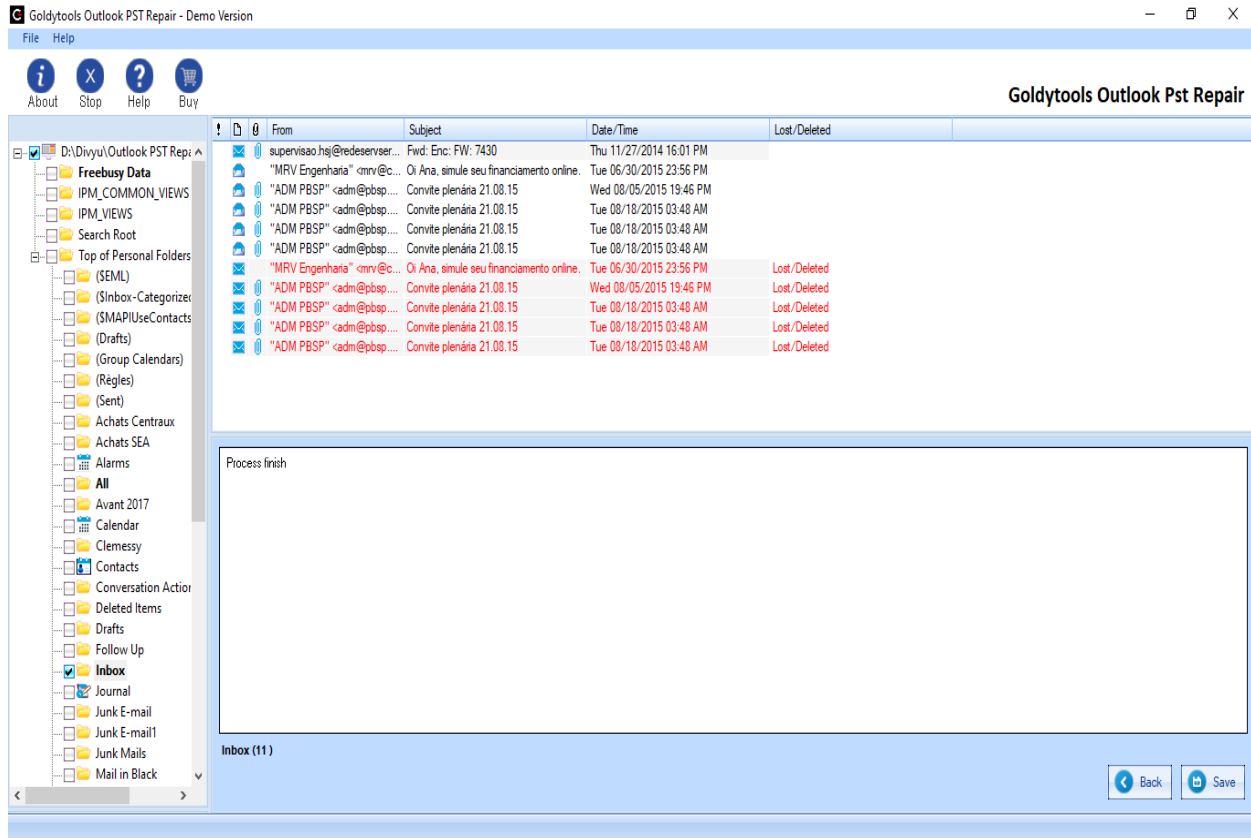 Goldytools Outlook PST Repair - Demo Version
File Help
About Stop Help Buy
Goldytools Outlook Pst Repair
! From Subject Date/Time Lost/Deleted
supervisao.hsj@redeservser... Fwd: Enc: FW: 7430 Thu 11/27/2014 16:01 PM
"MRV Engenharia" <mrv@c... Oi Ana, simule seu financiamento online. Tue 06/30/2015 23:56 PM
"ADM PBSP" <adm@pbsp.... Convite plenária 21.08.15 Wed 08/05/2015 19:46 PM
"ADM PBSP" <adm@pbsp.... Convite plenária 21.08.15 Tue 08/18/2015 03:48 AM
"ADM PBSP" <adm@pbsp.... Convite plenária 21.08.15 Tue 08/18/2015 03:48 AM
"ADM PBSP" <adm@pbsp.... Convite plenária 21.08.15 Tue 08/18/2015 03:48 AM
"MRV Engenharia" <mrv@c... Oi Ana, simule seu financiamento online. Tue 06/30/2015 23:56 PM Lost/Deleted
"ADM PBSP" <adm@pbsp.... Convite plenária 21.08.15 Wed 08/05/2015 19:46 PM Lost/Deleted
"ADM PBSP" <adm@pbsp.... Convite plenária 21.08.15 Tue 08/18/2015 03:48 AM Lost/Deleted
"ADM PBSP" <adm@pbsp.... Convite plenária 21.08.15 Tue 08/18/2015 03:48 AM Lost/Deleted
"ADM PBSP" <adm@pbsp.... Convite plenária 21.08.15 Tue 08/18/2015 03:48 AM Lost/Deleted
D:\Divyu\Outlook PST Repa
Freebusy Data
IPM_COMMON_VIEWS
IPM_VIEWS
Search Root
Top of Personal Folders
($EML)
($Inbox-Categorized
($MAPIUseContacts
(Drafts)
(Group Calendars)
(Règles)
(Sent)
Achats Centraux
Achats SEA
Alarms
All
Avant 2017
Calendar
Clemessy
Contacts
Conversation Action
Deleted Items
Drafts
Follow Up
Inbox
Journal
Junk E-mail
Junk E-mail1
Junk Mails
Mail in Black
Process finish
Inbox (11 )
Back Save